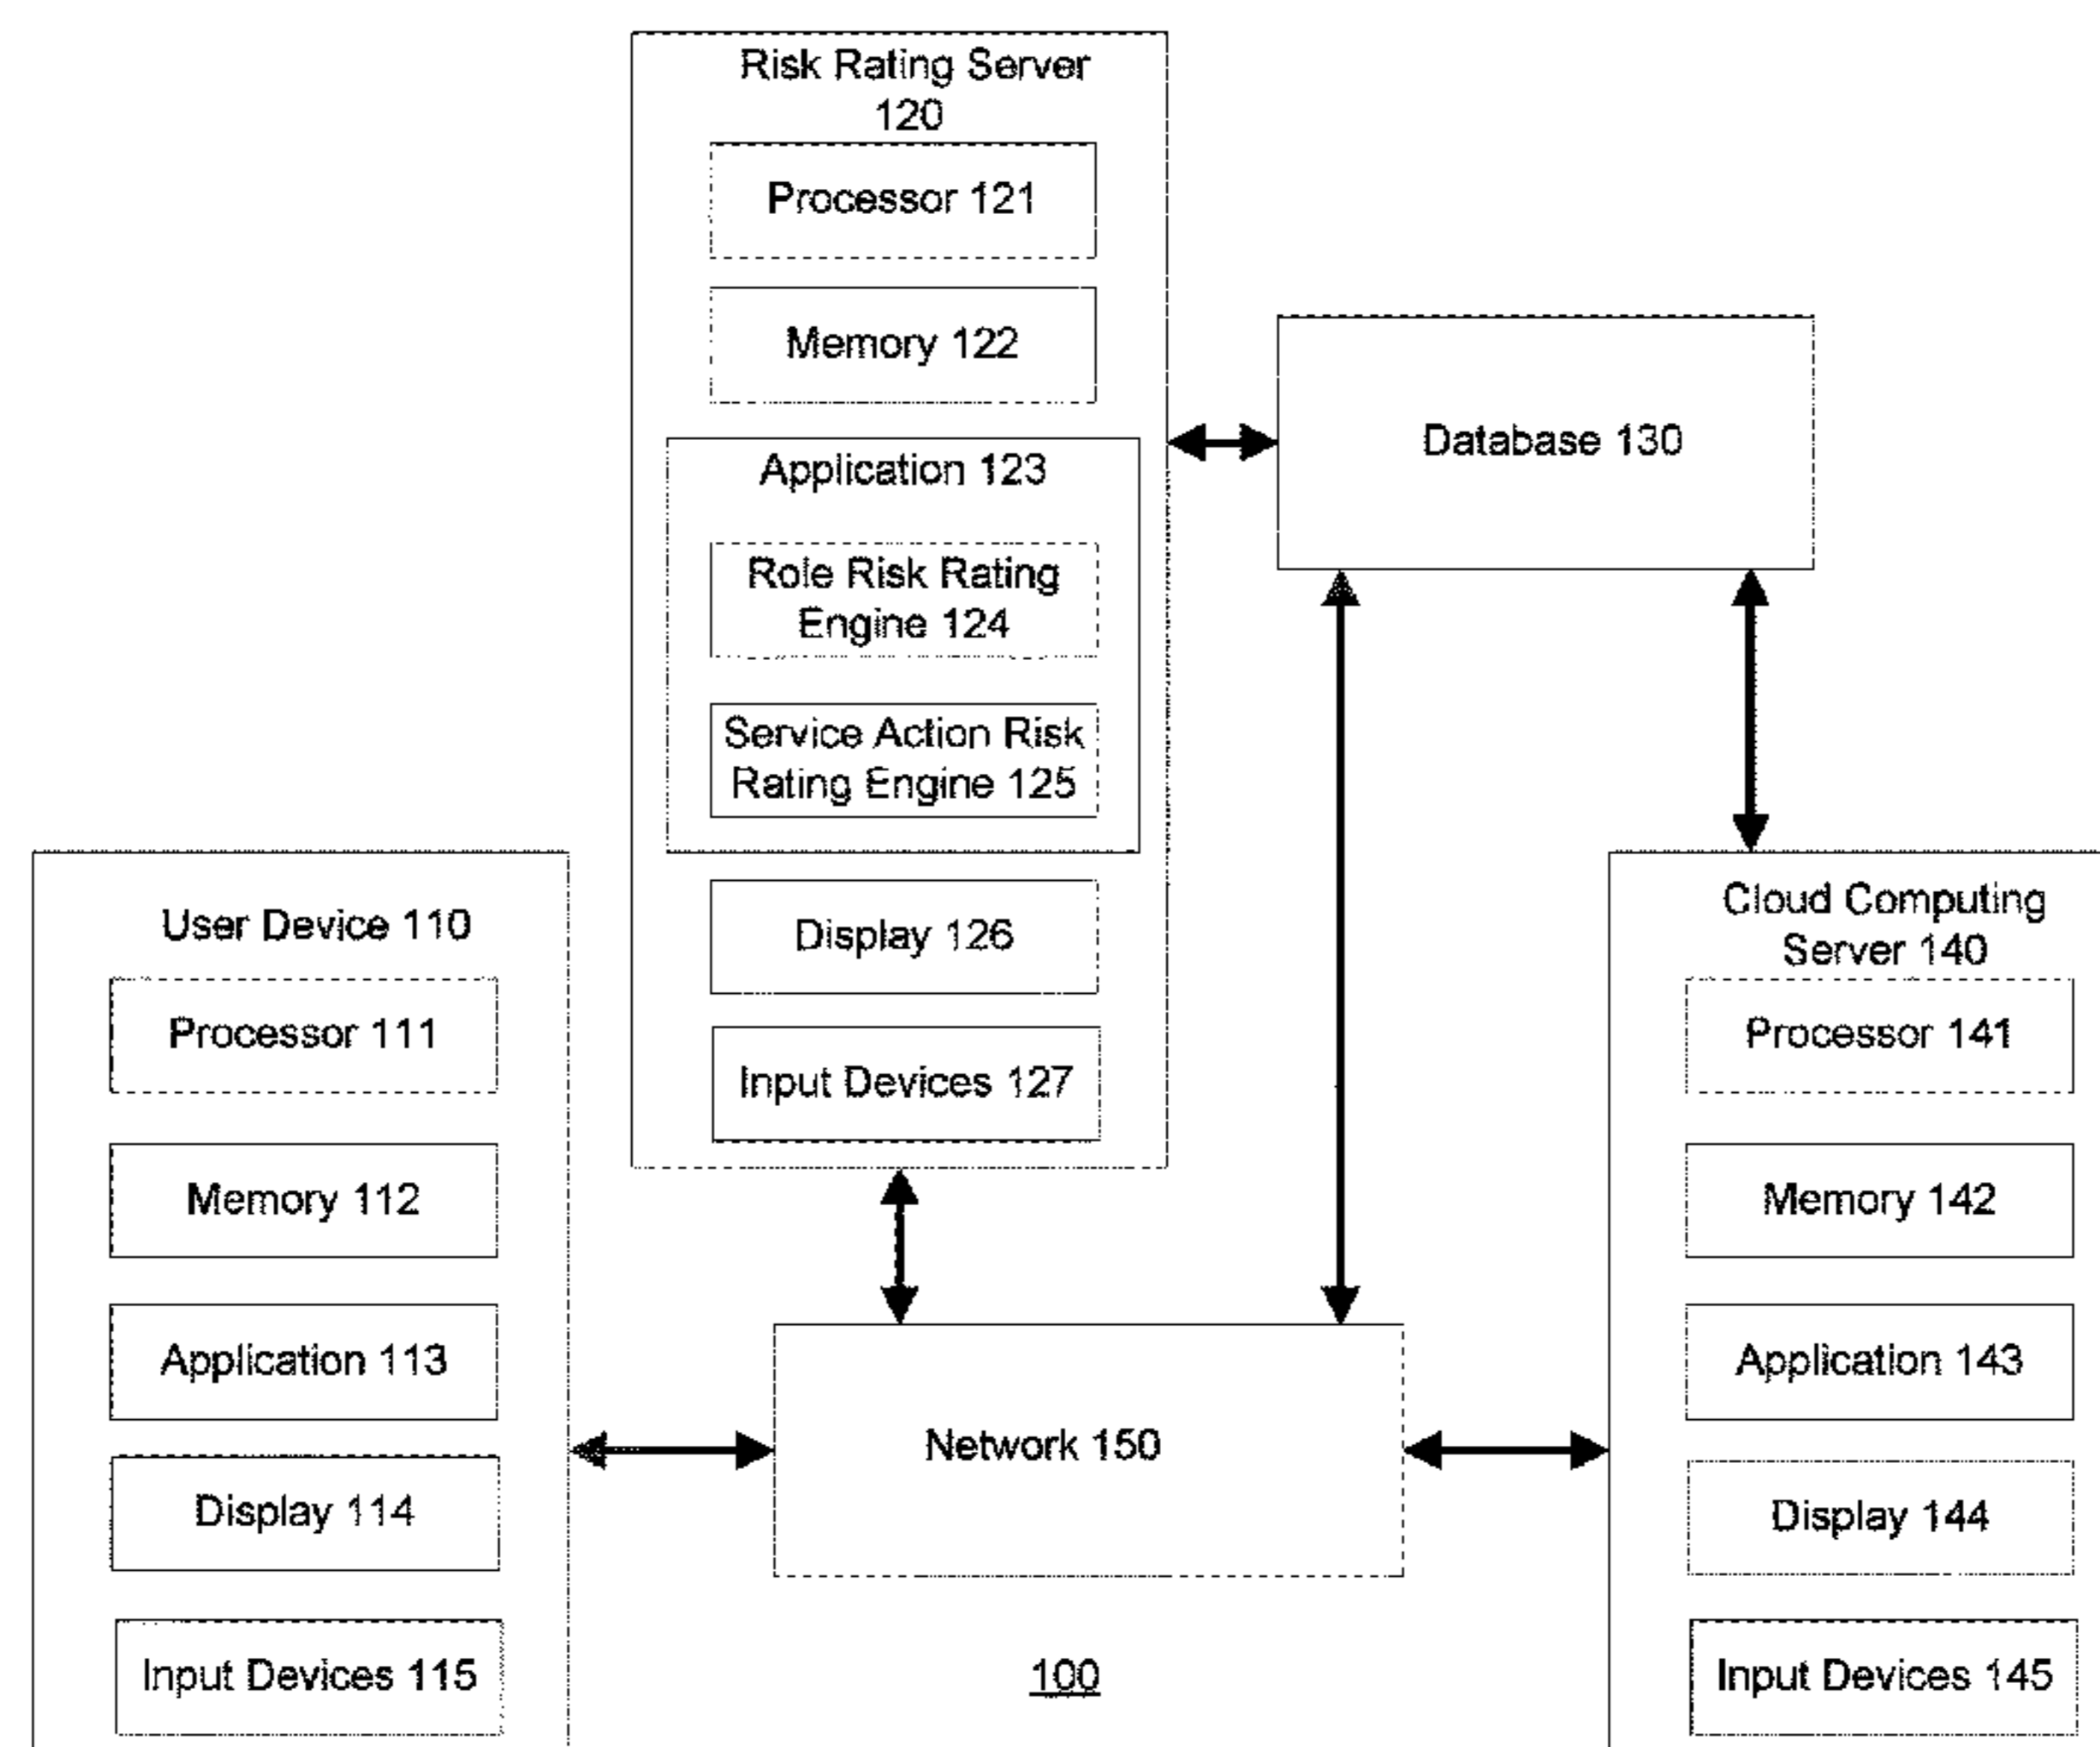 Risk Rating Server
120
Processor 121
Memory 122
Application 123
Role Risk Rating
Engine 124
Service Action Risk
Rating Engine 125
Display 126
Input Devices 127
Database 130
User Device 110
Processor 111
Memory 112
Application 113
Display 114
Input Devices 115
Network 150
100
Cloud Computing
Server 140
Processor 141
Memory 142
Application 143
Display 144
Input Devices 145